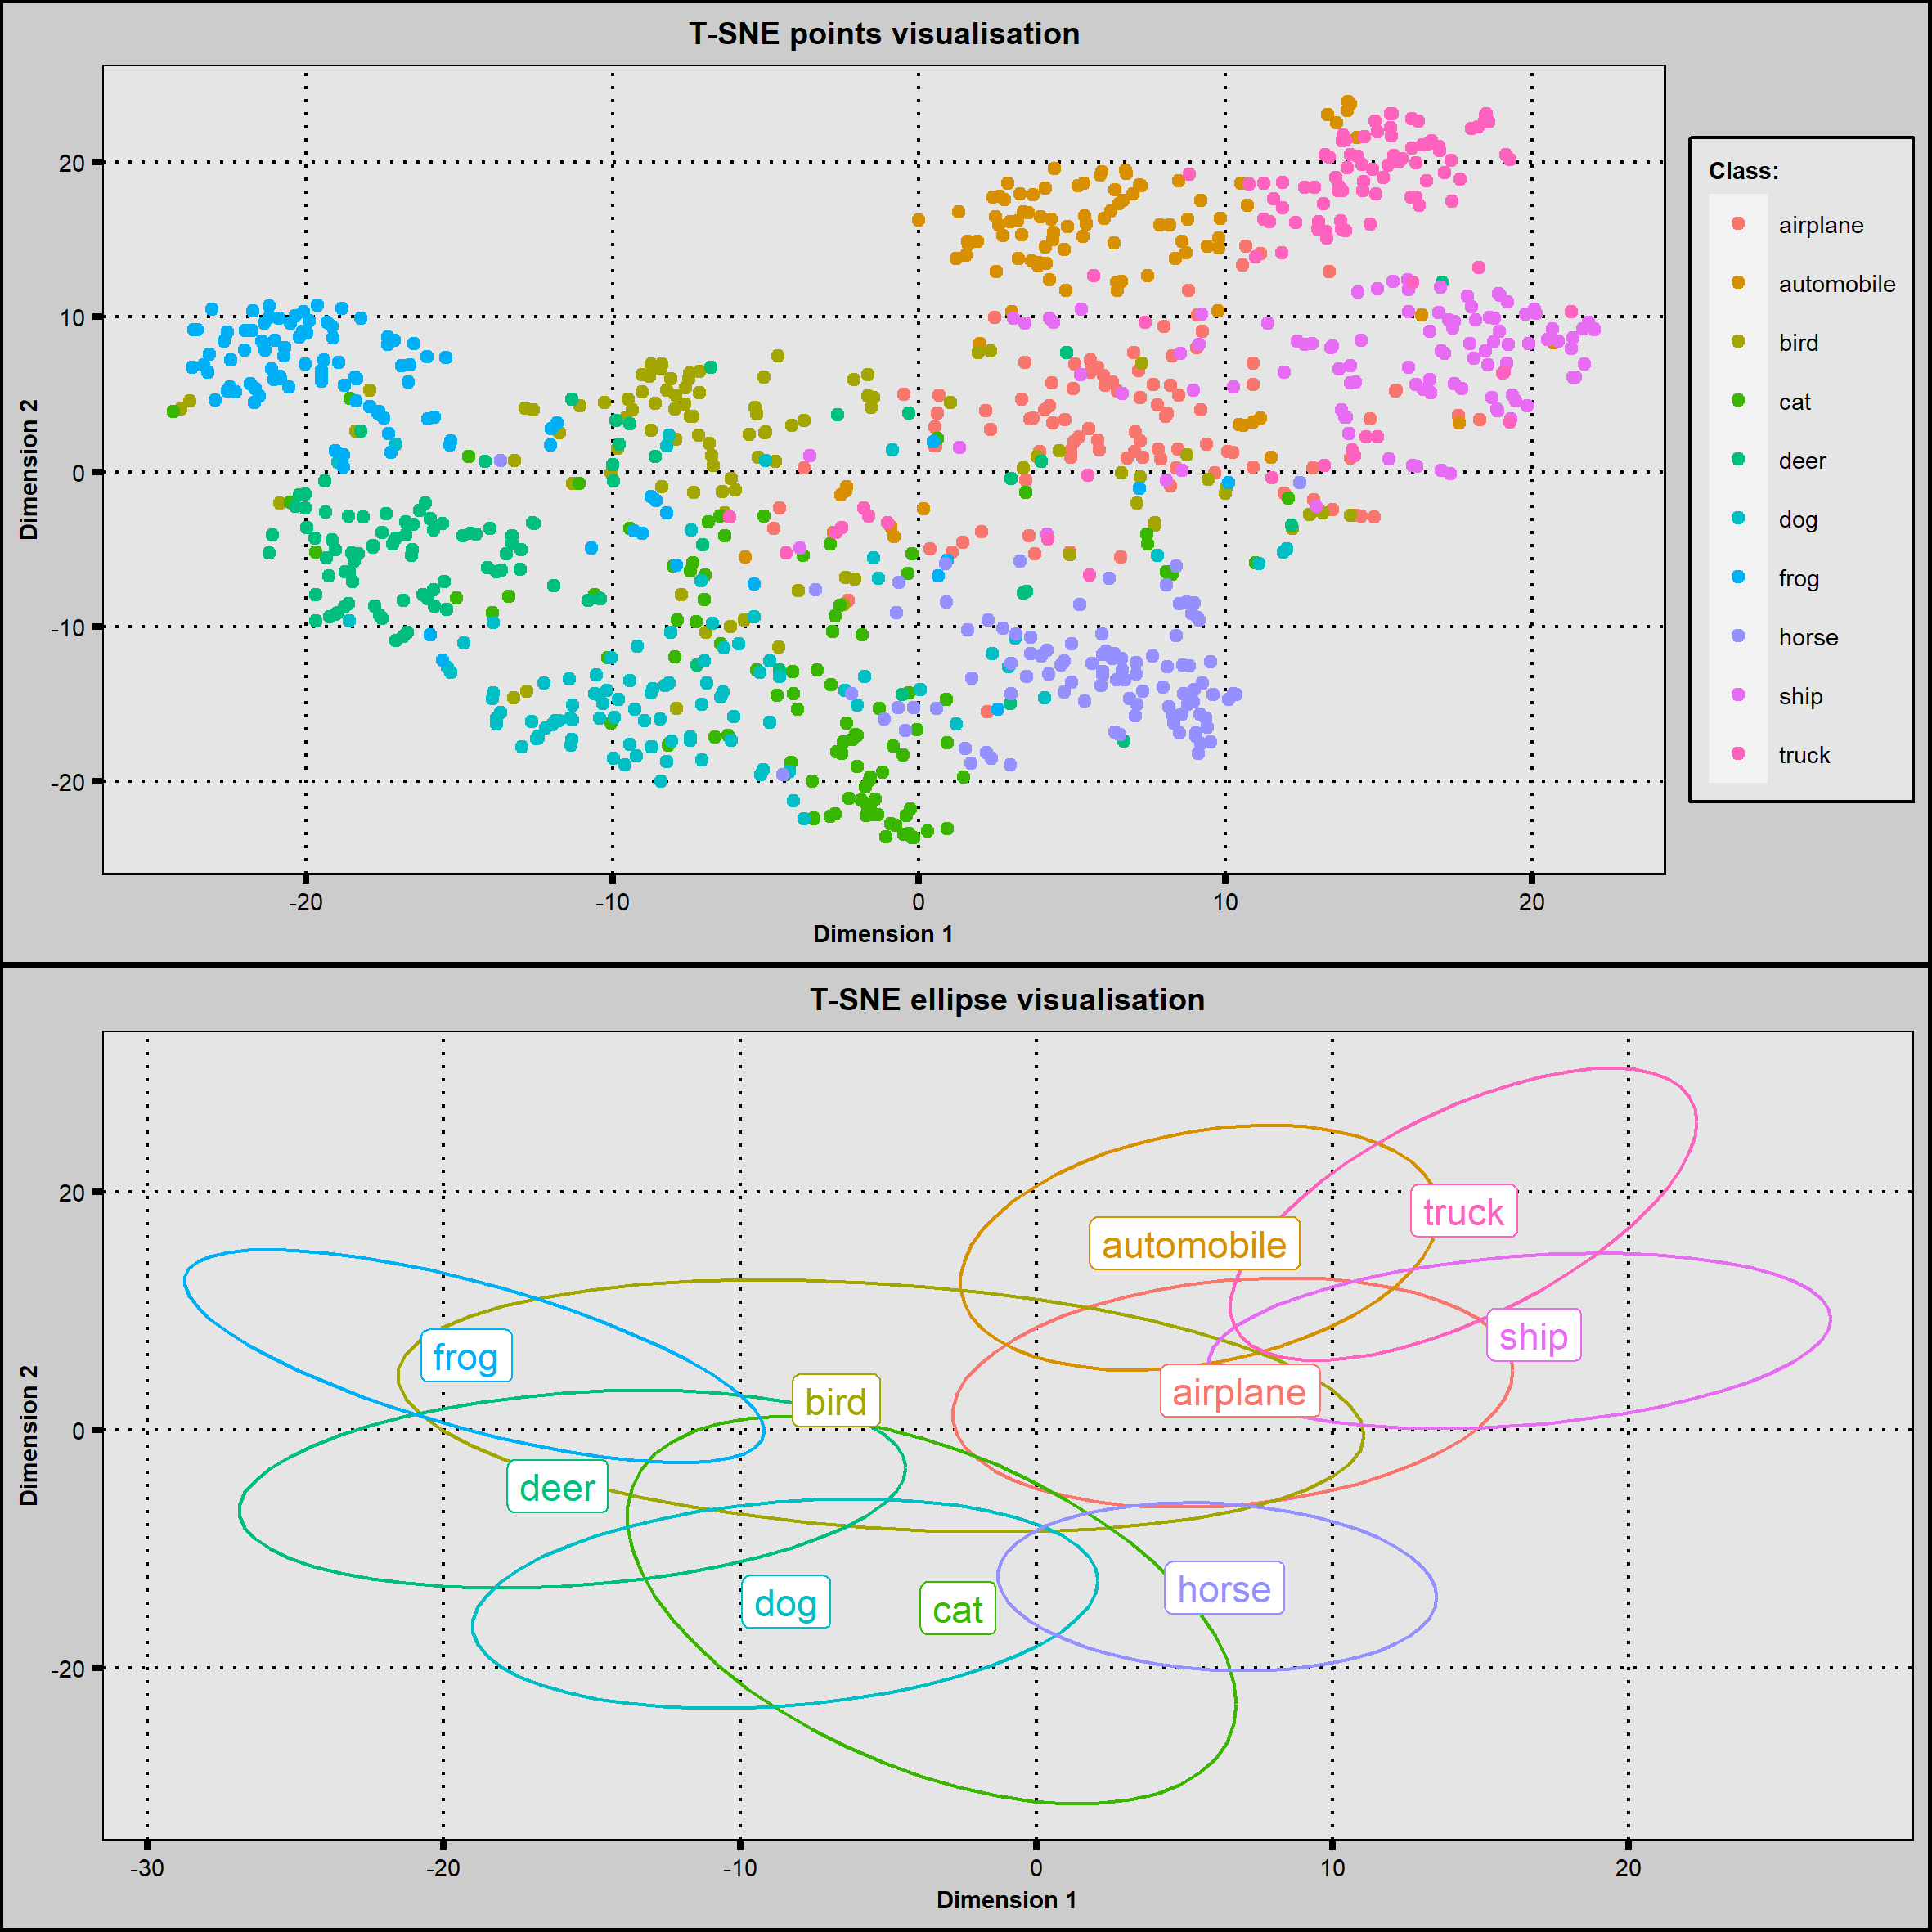 T-SNE points visualisation
20
10
0
-10
-20
Dimension 2
-20 -10 0 10 20
Dimension 1
Class:
airplane
automobile
bird
cat
deer
dog
frog
horse
ship
truck
T-SNE ellipse visualisation
20
0
-20
Dimension 2
truck
automobile
ship
frog
airplane
bird
deer
horse
dog
cat
-30 -20 -10 0 10 20
Dimension 1